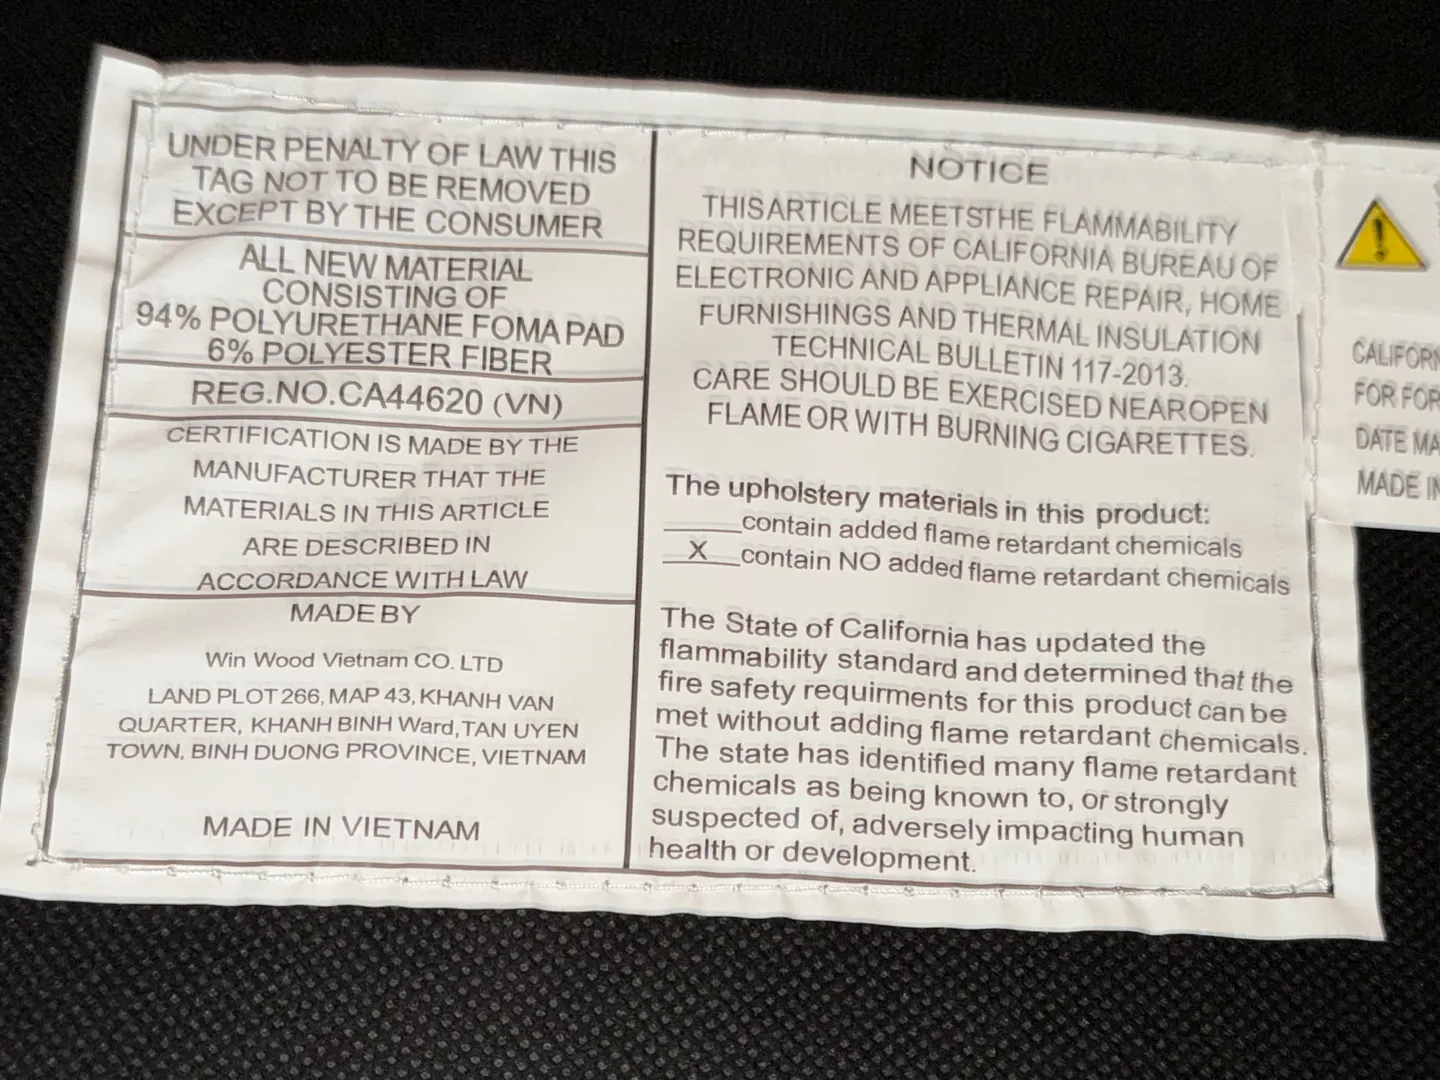 UNDER PENALTY OF LAW THIS
TAG NOT TO BE REMOVED
EXCEPT BY THE CONSUMER
ALL NEW MATERIAL
CONSISTING OF
94% POLYURETHANE FOMA PAD
6% POLYESTER FIBER
REG.NO.CA44620 (VN)
CERTIFICATION IS MADE BY THE
MANUFACTURER THAT THE
MATERIALS IN THIS ARTICLE
ARE DESCRIBED IN
ACCORDANCE WITH LAW
MADE BY
Win Wood Vietnam CO. LTD
LAND PLOT 266, MAP 43, KHANH VAN
QUARTER, KHANH BINH Ward, TAN UYEN
TOWN, BINH DUONG PROVINCE, VIETNAM
MADE IN VIETNAM
NOTICE
THIS ARTICLE MEETSTHE FLAMMABILITY
REQUIREMENTS OF CALIFORNIA BUREAU OF
ELECTRONIC AND APPLIANCE REPAIR, HOME
FURNISHINGS AND THERMAL INSULATION
TECHNICAL BULLETIN 117-2013.
CARE SHOULD BE EXERCISED NEAR OPEN
FLAME OR WITH BURNING CIGARETTES.
The upholstery materials in this product:
_____contain added flame retardant chemicals
__X__contain NO added flame retardant chemicals
The State of California has updated the
flammability standard and determined that the
fire safety requirments for this product can be
met without adding flame retardant chemicals.
The state has identified many flame retardant
chemicals as being known to, or strongly
suspected of, adversely impacting human
health or development.
FOR
DATE
MADE